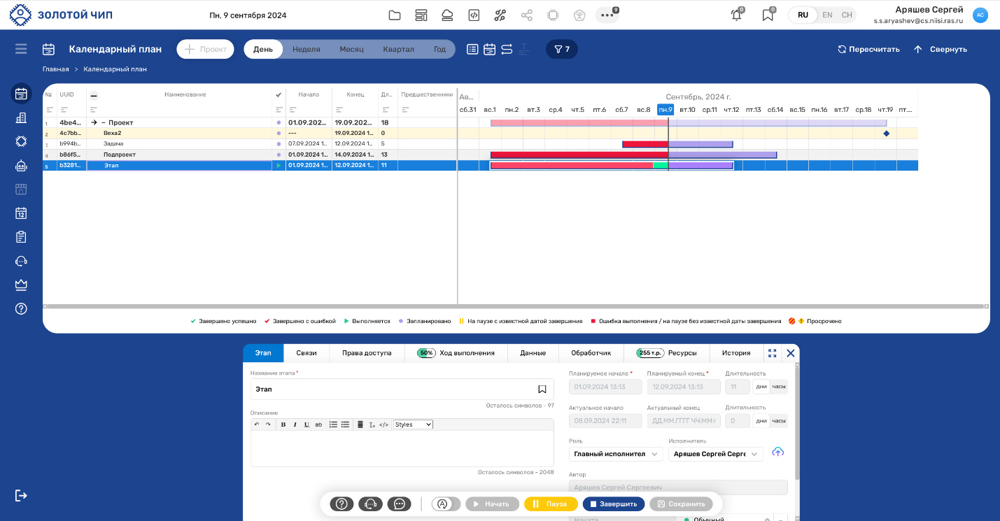 ЗОЛОТОЙ ЧИП
Пн, 9 сентября 2024
9
0
0
RU EN CH
Аряшев Сергей
s.s.aryashev@cs.niisi.ras.ru
АС
Календарный план
Проект
День Неделя Месяц Квартал Год
7
Пересчитать
Свернуть
Главная > Календарный план
№ UUID Наименование Начало Конец Дл... Предшественники
Ав... Сентябрь, 2024 г.
сб.31 вс.1 пн.2 вт.3 ср.4 чт.5 пт.6 сб.7 вс.8 пн.9 вт.10 ср.11 чт.12 пт.13 сб.14 вс.15 пн.16 вт.17 ср.18 чт.19 пт....
1 4be4... → – Проект 01.09.202... 19.09.202... 18
2 4c7bb... Веха2 --- 19.09.2024 1... 0
3 b994b... Задача 07.09.2024 1... 12.09.2024 1... 5
4 b86f5... Подпроект 01.09.2024 1... 14.09.2024 1... 13
5 b3281... Этап 01.09.2024 1... 12.09.2024 1... 11
12
Завершено успешно Завершено с ошибкой Выполняется Запланировано На паузе с известной датой завершения Ошибка выполнения / на паузе без известной даты завершения Просрочено
Этап Связи Права доступа 50% Ход выполнения Данные Обработчик 255 т.р. Ресурсы История
Название этапа *
Этап
Осталось символов - 97
Описание
B I U ab Styles
Осталось символов - 2048
Планируемое начало * Планируемый конец * Длительность
01.09.2024 13:13 12.09.2024 13:13 11 дни часы
Актуальное начало Актуальный конец Длительность
08.09.2024 22:11 ДД.ММ.ГГГГ ЧЧ:ММ: 0 дни часы
Роль Исполнитель
Главный исполнител Аряшев Сергей Серге
Автор
Аряшев Сергей Сергеевич
A Начать Пауза Завершить Сохранить
Начата Обычный